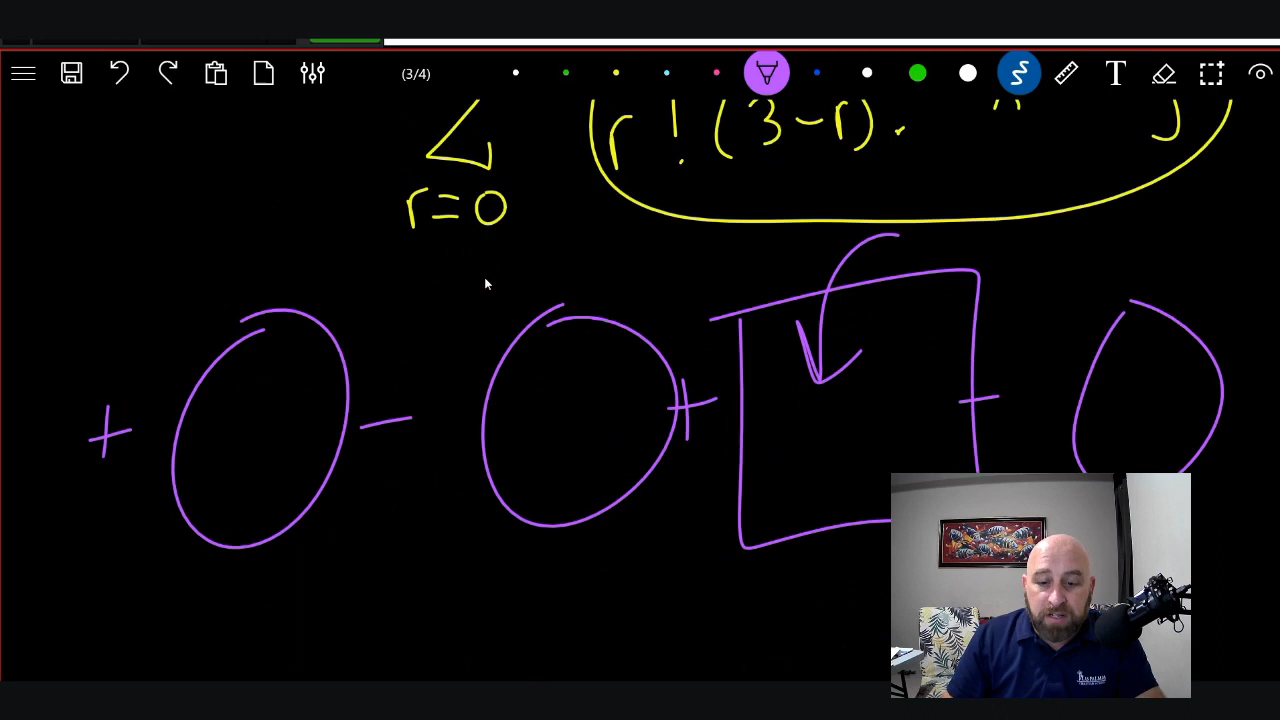 (3/4)
T
r!(3-r).
r=0
+ - + -